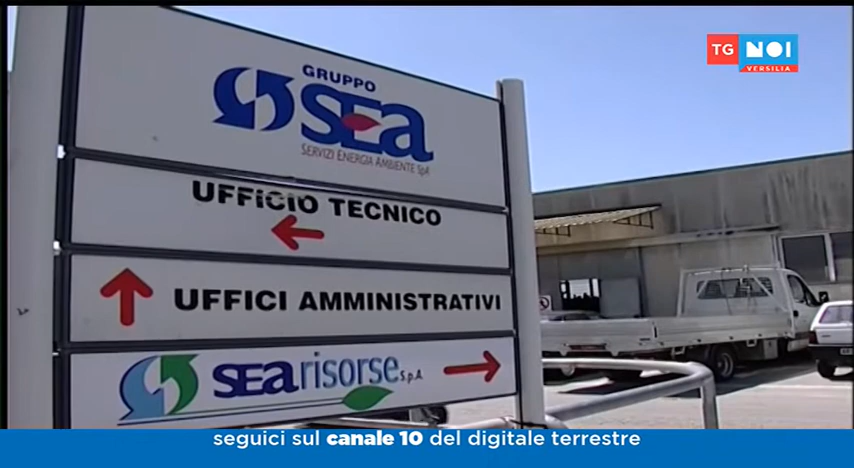 TG NOI
VERSILIA
GRUPPO
SEA
SERVIZI ENERGIA AMBIENTE SpA
UFFICIO TECNICO
UFFICI AMMINISTRATIVI
SEA risorse S.p.A.
seguici sul canale 10 del digitale terrestre